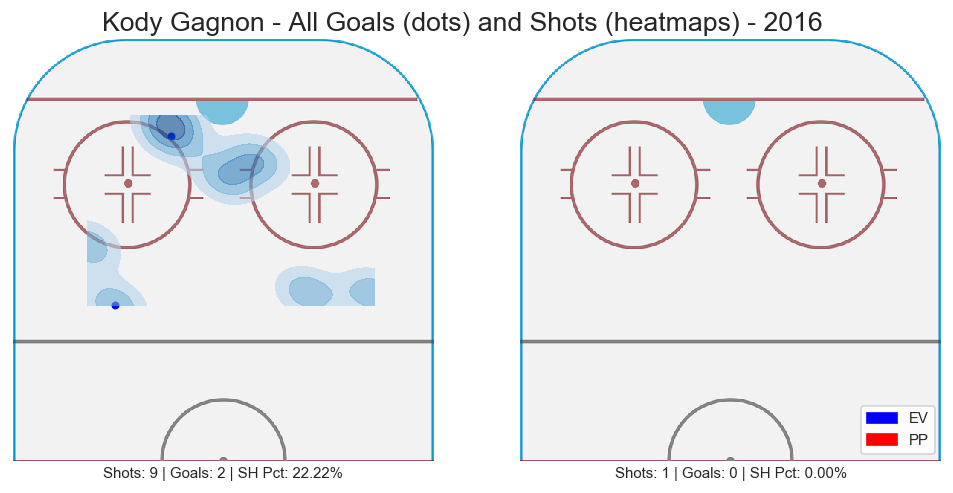 Kody Gagnon - All Goals (dots) and Shots (heatmaps) - 2016
EV
PP
Shots: 9 | Goals: 2 | SH Pct: 22.22%
Shots: 1 | Goals: 0 | SH Pct: 0.00%